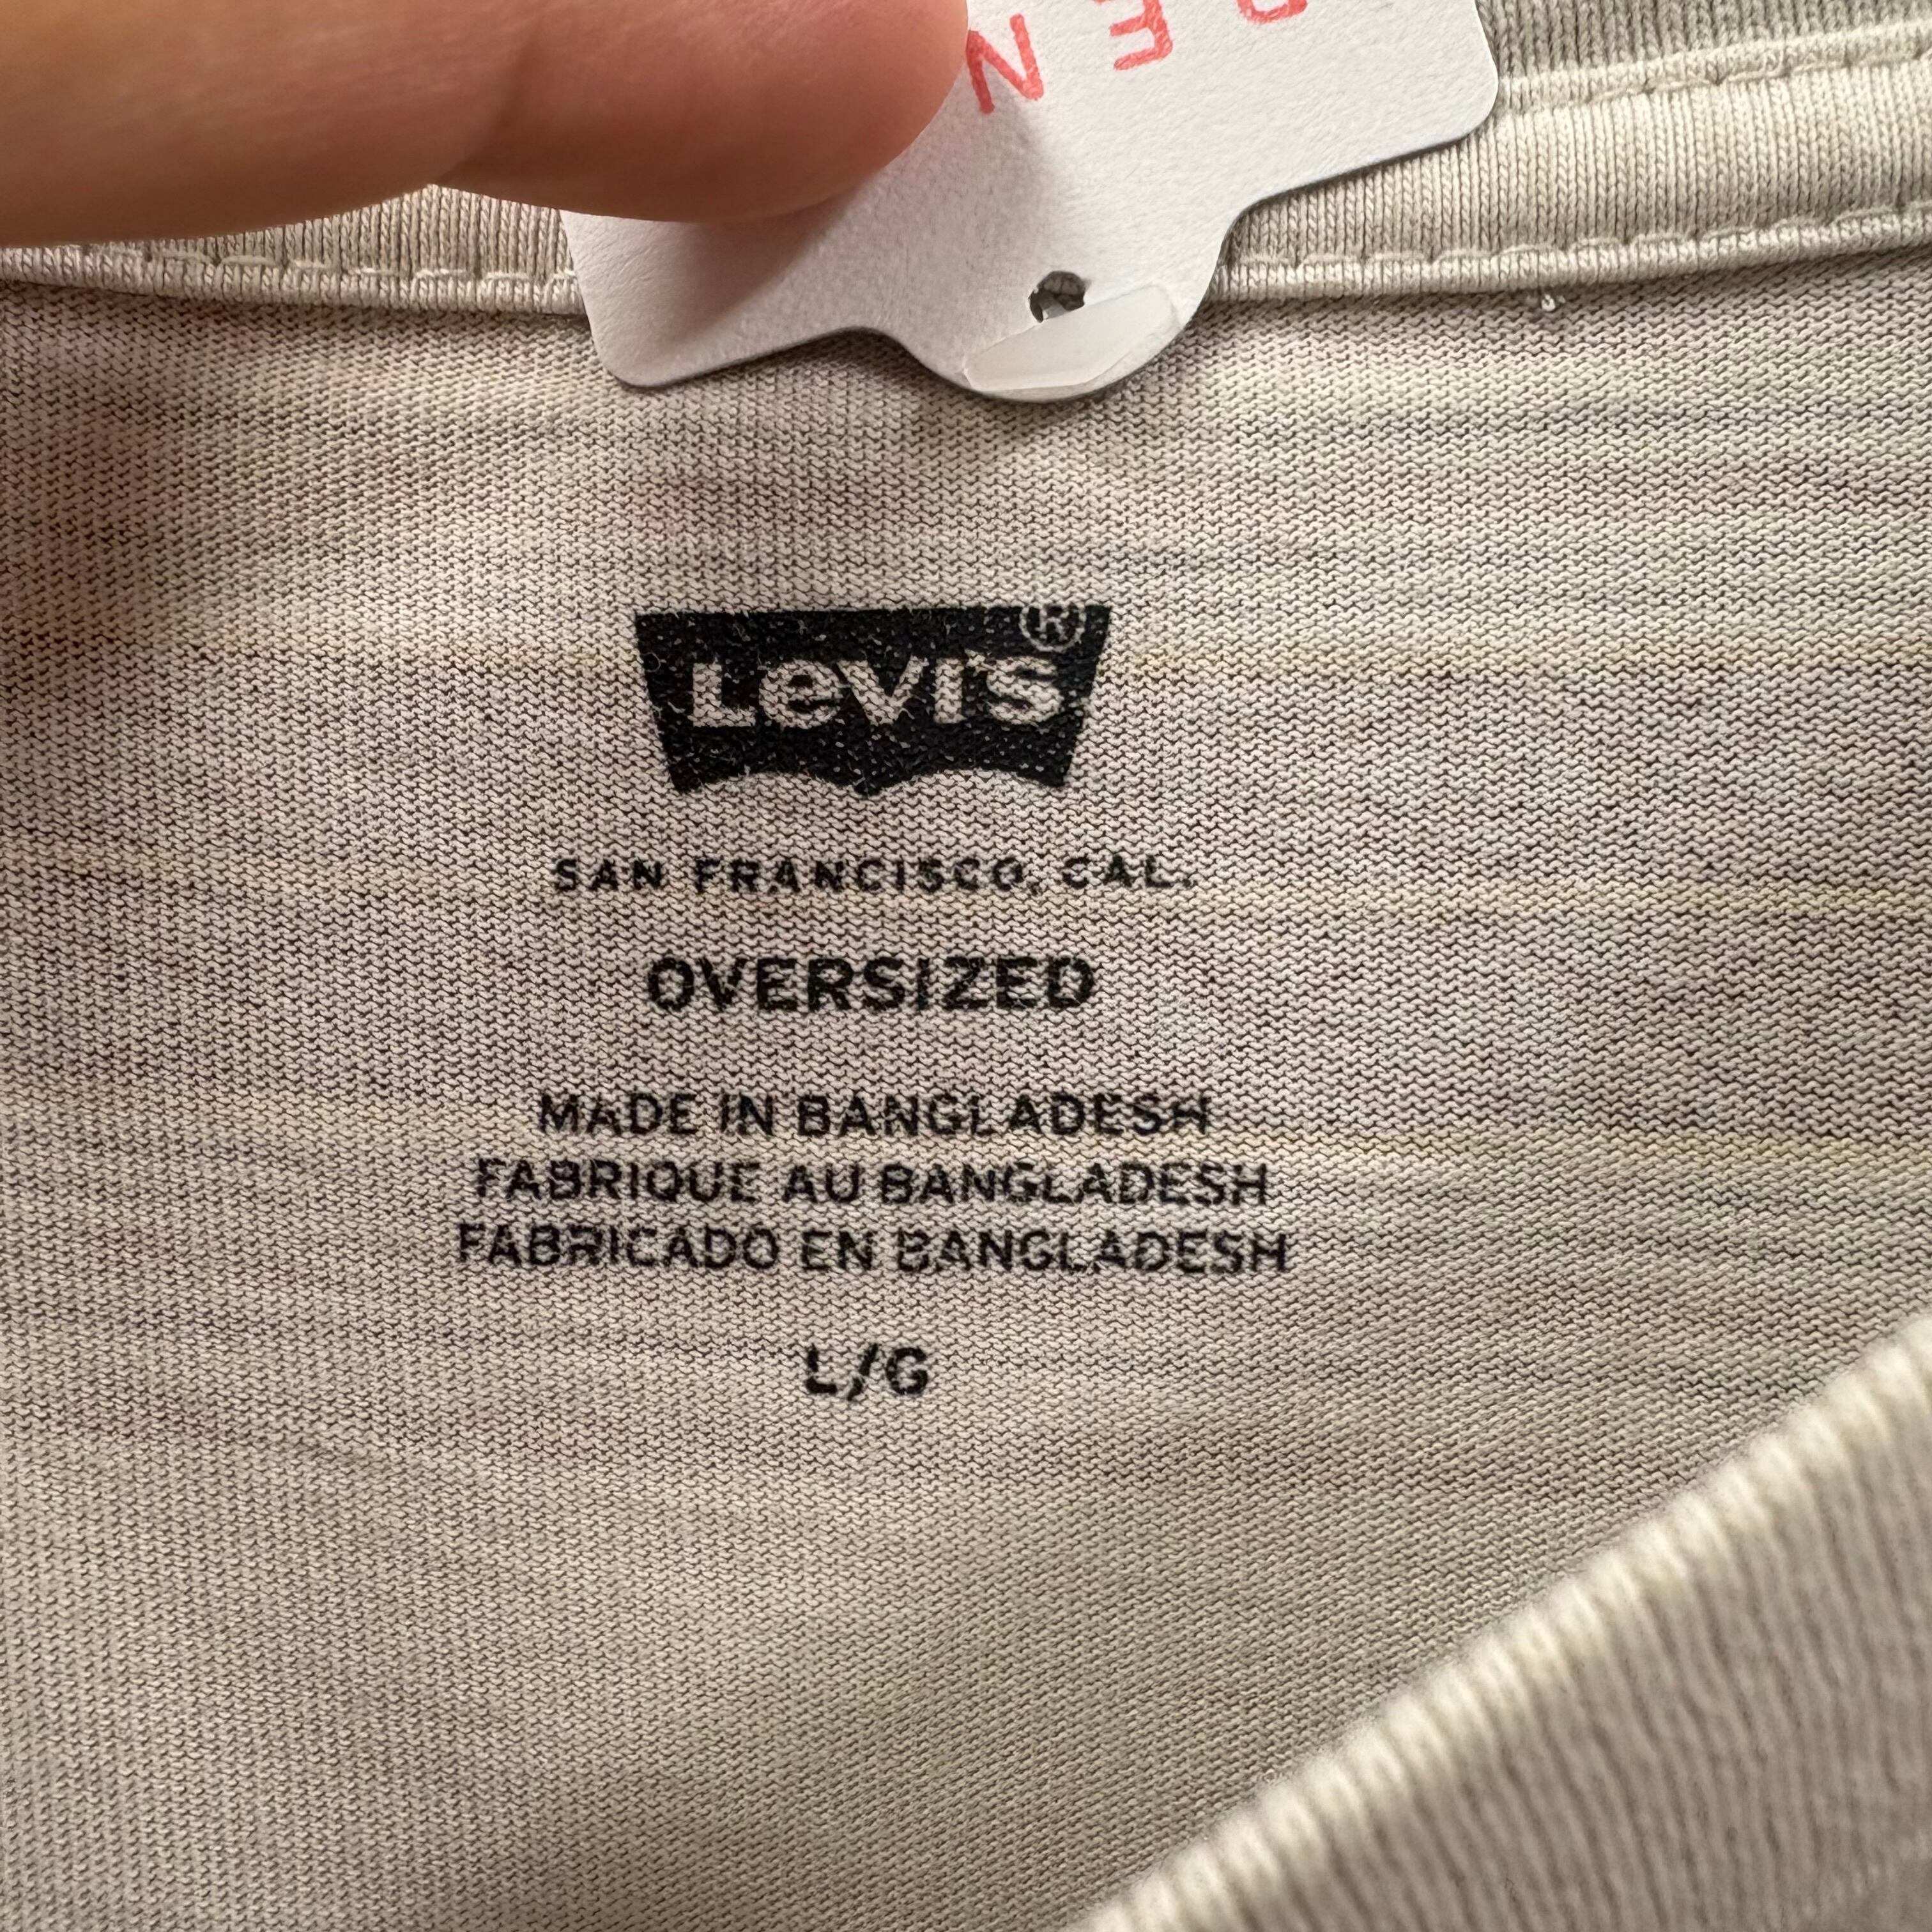 Levi's®
SAN FRANCISCO, CAL.
OVERSIZED
MADE IN BANGLADESH
FABRIQUE AU BANGLADESH
FABRICADO EN BANGLADESH
L/G